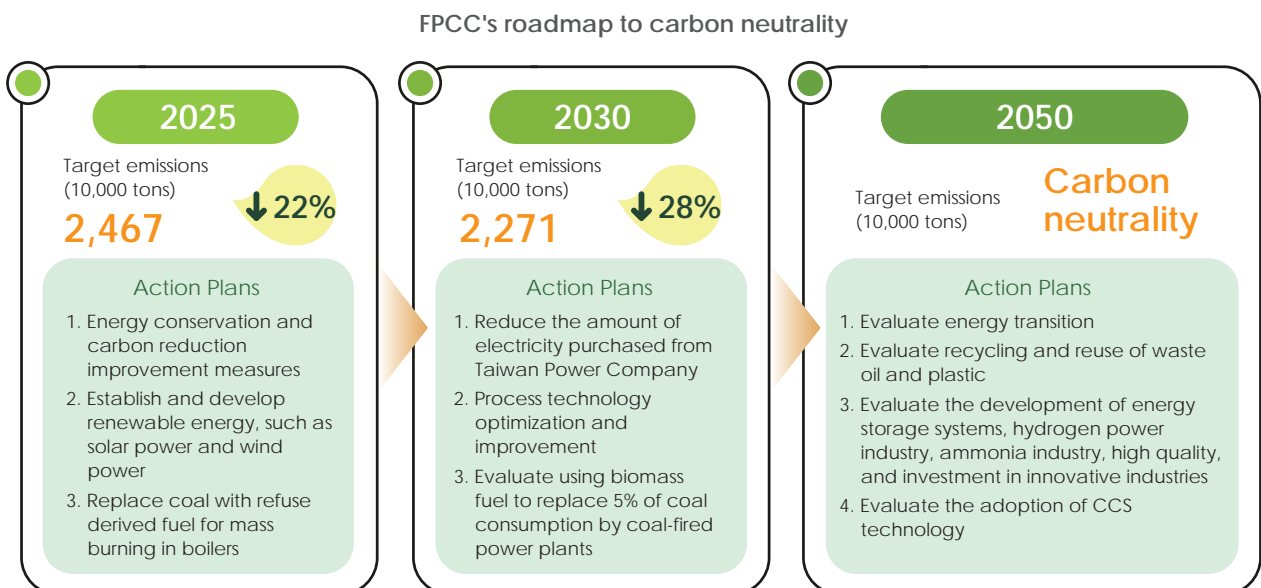 FPCC's roadmap to carbon neutrality
2025
Target emissions
(10,000 tons)
2,467
22%
Action Plans
1. Energy conservation and
carbon reduction
improvement measures
2. Establish and develop
renewable energy, such as
solar power and wind
power
3. Replace coal with refuse
derived fuel for mass
burning in boilers
2030
Target emissions
(10,000 tons)
2,271
28%
Action Plans
1. Reduce the amount of
electricity purchased from
Taiwan Power Company
2. Process technology
optimization and
improvement
3. Evaluate using biomass
fuel to replace 5% of coal
consumption by coal-fired
power plants
2050
Target emissions
(10,000 tons)
Carbon
neutrality
Action Plans
1. Evaluate energy transition
2. Evaluate recycling and reuse of waste
oil and plastic
3. Evaluate the development of energy
storage systems, hydrogen power
industry, ammonia industry, high quality,
and investment in innovative industries
4. Evaluate the adoption of CCS
technology